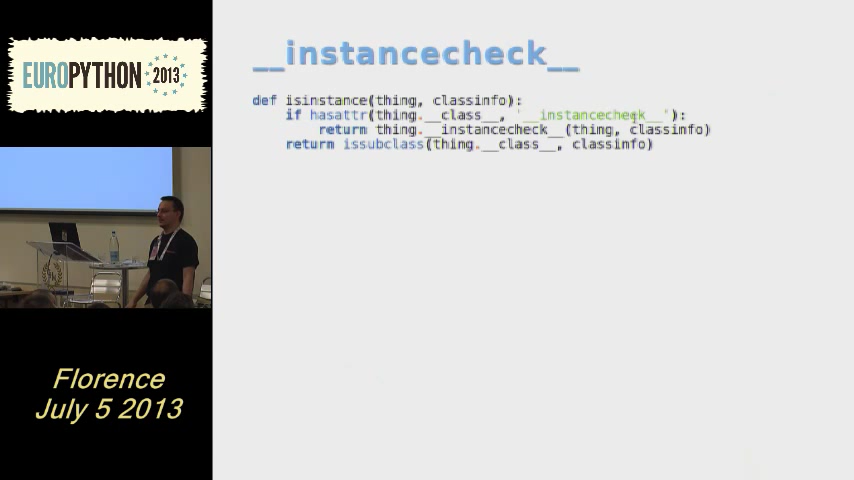 EUROPYTHON 2013
Florence
July 5 2013
__instancecheck__
def isinstance(thing, classinfo):
    if hasattr(thing.__class__, '__instancecheck__'):
        return thing.__instancecheck__(thing, classinfo)
    return issubclass(thing.__class__, classinfo)